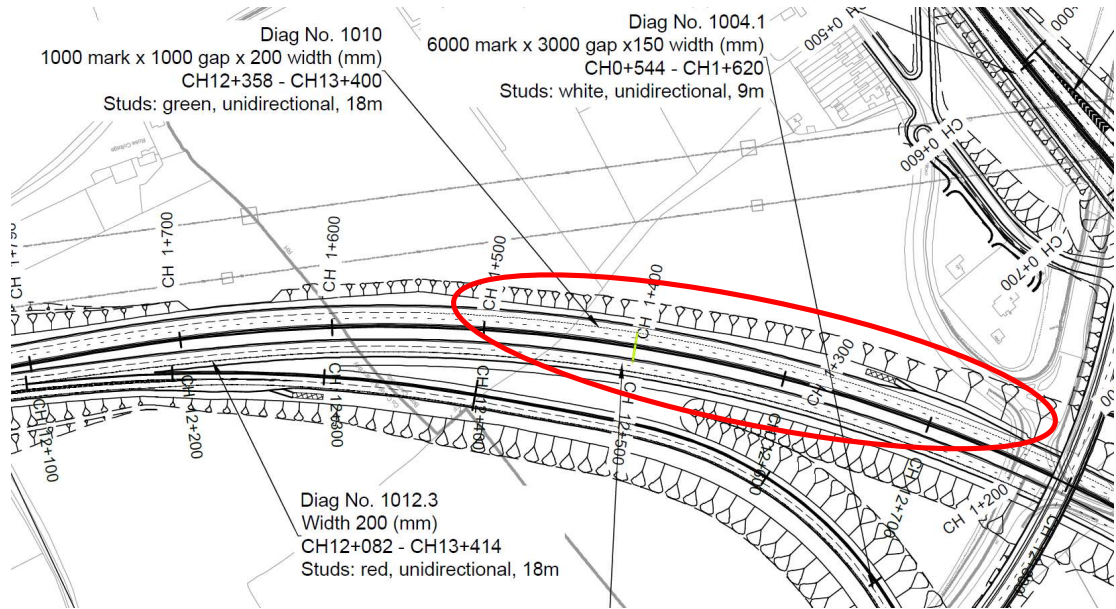 Diag No. 1010
1000 mark x 1000 gap x 200 width (mm)
CH12+358 - CH13+400
Studs: green, unidirectional, 18m
Diag No. 1004.1
6000 mark x 3000 gap x150 width (mm)
CH0+544 - CH1+620
Studs: white, unidirectional, 9m
CH 0+500
CH 0+600
CH 0+700
Rose Cottage
CH 1+700
CH 1+600
CH 1+500
CH 1+400
CH 1+300
CH 1+200
CH 12+100
CH 12+200
CH 12+300
CH 12+400
CH 12+500
CH 12+600
CH 12+700
Diag No. 1012.3
Width 200 (mm)
CH12+082 - CH13+414
Studs: red, unidirectional, 18m